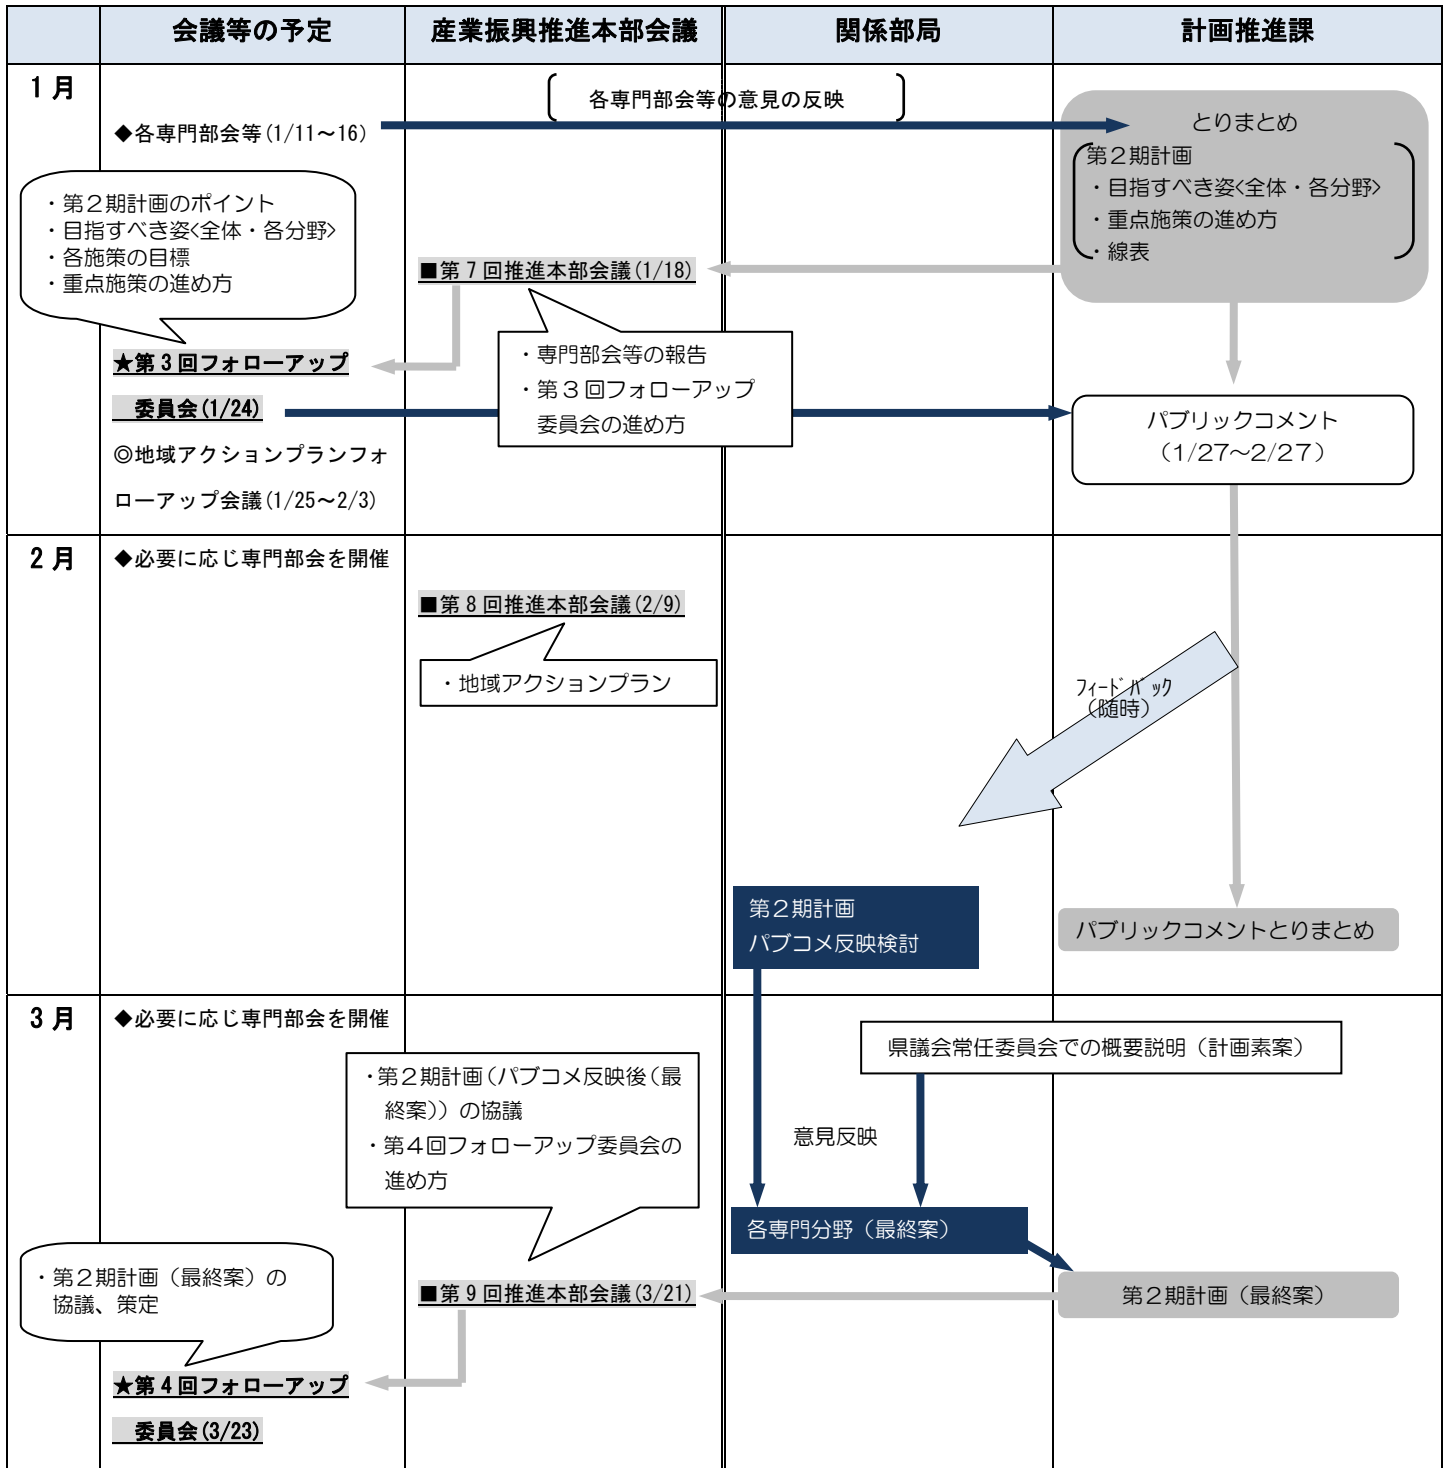 会議等の予定
産業振興推進本部会議
関係部局
計画推進課
1月
各専門部会等の意見の反映
◆各専門部会等(1/11～16)
とりまとめ
第２期計画
・目指すべき姿<全体・各分野>
・重点施策の進め方
・線表
・第２期計画のポイント
・目指すべき姿<全体・各分野>
・各施策の目標
・重点施策の進め方
■第7回推進本部会議(1/18)
・専門部会等の報告
・第３回フォローアップ
委員会の進め方
★第3回フォローアップ
委員会(1/24)
パブリックコメント
（1/27～2/27）
◎地域アクションプランフォ
ローアップ会議(1/25～2/3)
2月
◆必要に応じ専門部会を開催
■第8回推進本部会議(2/9)
・地域アクションプラン
ﾌｨｰﾄﾞﾊﾞｯｸ
（随時）
第２期計画
パブコメ反映検討
パブリックコメントとりまとめ
3月
◆必要に応じ専門部会を開催
県議会常任委員会での概要説明（計画素案）
・第２期計画（パブコメ反映後（最
終案））の協議
・第４回フォローアップ委員会の
進め方
意見反映
各専門分野（最終案）
・第２期計画（最終案）の
協議、策定
■第9回推進本部会議(3/21)
第２期計画（最終案）
★第4回フォローアップ
委員会(3/23)